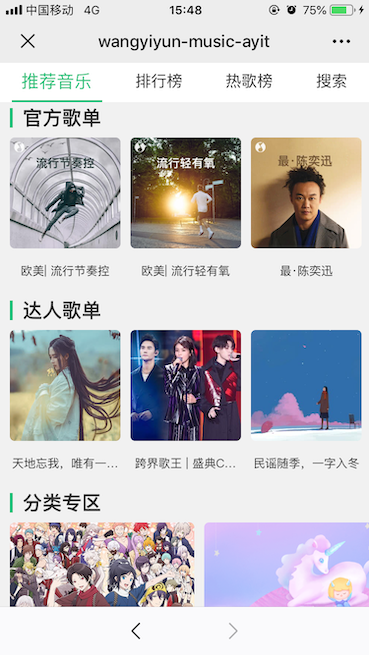 中国移动 4G 15:48 75%
wangyiyun-music-ayit
推荐音乐 排行榜 热歌榜 搜索
官方歌单
流行节奏控 流行轻有氧 最·陈奕迅
欧美| 流行节奏控 欧美| 流行轻有氧 最·陈奕迅
达人歌单
天地忘我，唯有一... 跨界歌王 | 盛典C... 民谣随季，一字入冬
分类专区